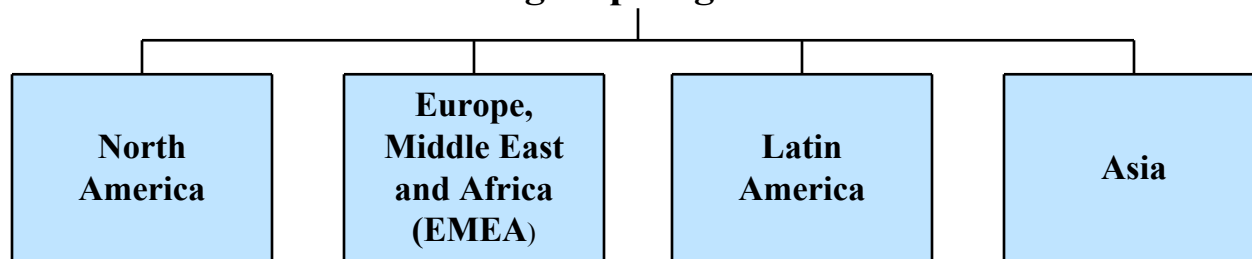 North
America
Europe,
Middle East
and Africa
(EMEA)
Latin
America
Asia